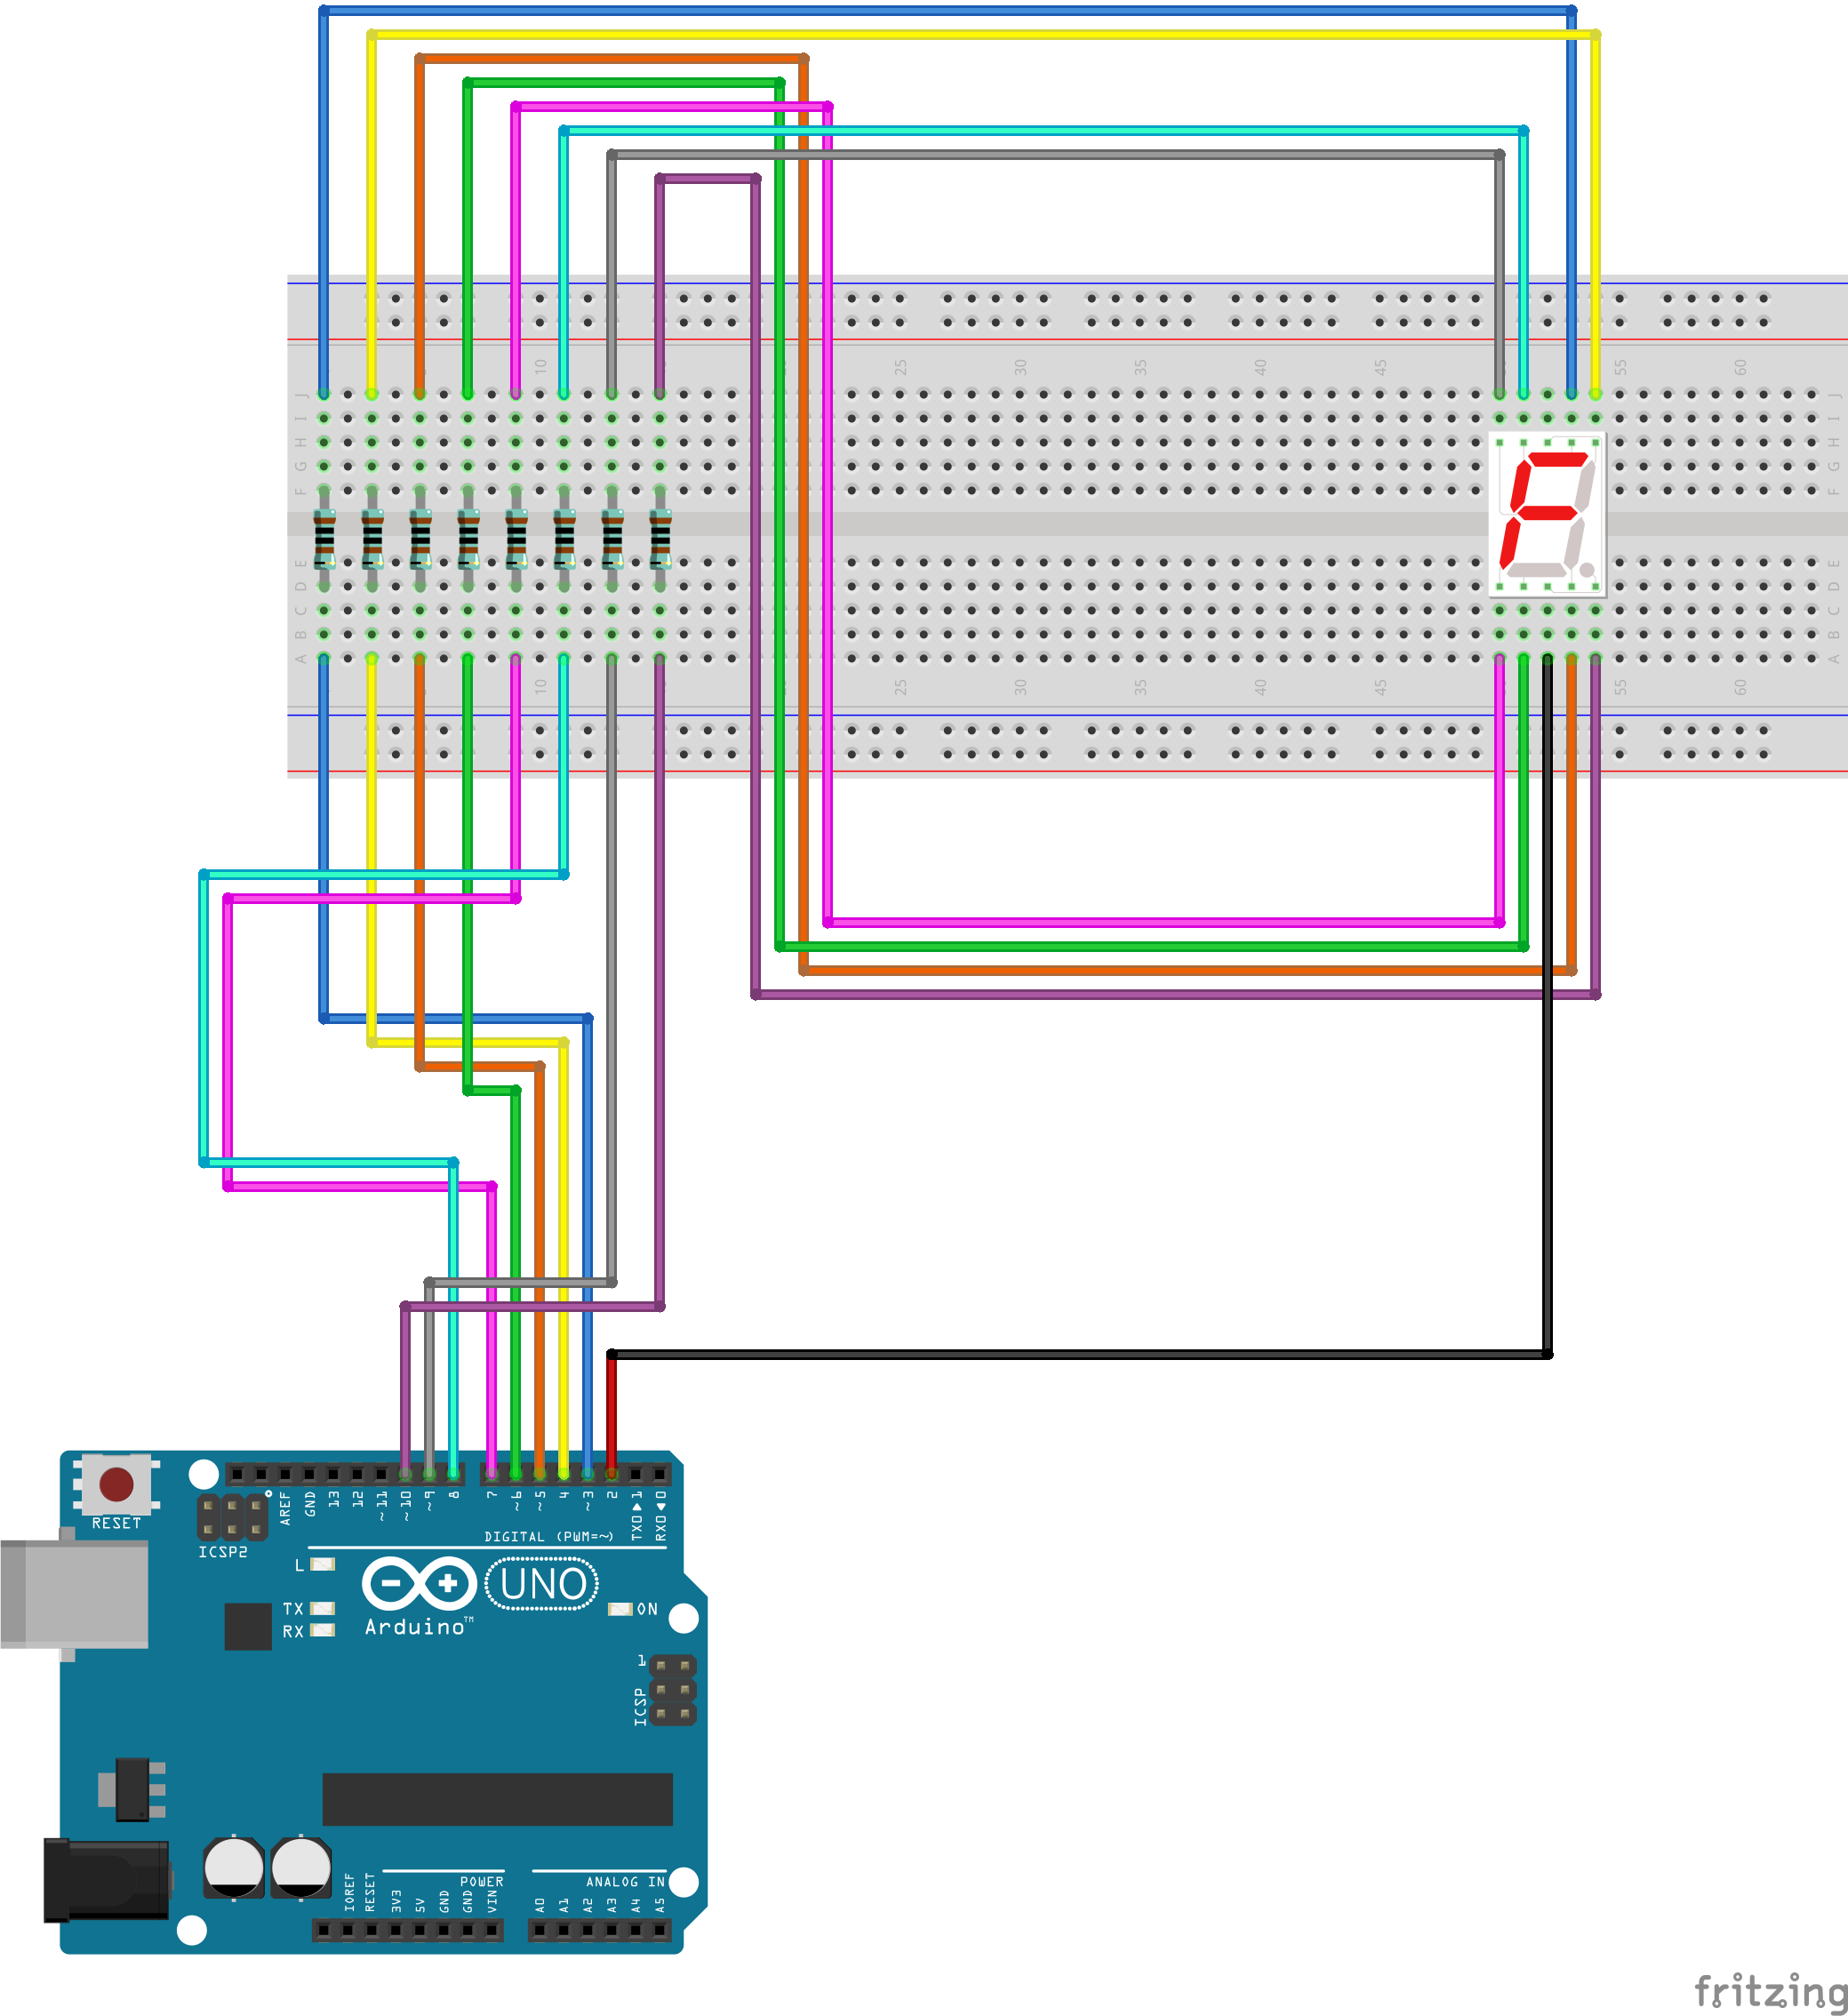 10 25 30 35 40 45 55 60
J J
I I
H H
G G
F F
E E
D D
C C
B B
A A
10 25 30 35 40 45 55 60
RESET
ICSP2
AREF
GND
13
12
~11
~10
~9
8
7
~6
~5
4
~3
2
TX0▶1
RX0◀0
DIGITAL (PWM=~)
L
TX
RX
Arduino™
UNO
ON
1
ICSP
POWER
ANALOG IN
IOREF
RESET
3V3
5V
GND
GND
VIN
A0
A1
A2
A3
A4
A5
fritzing